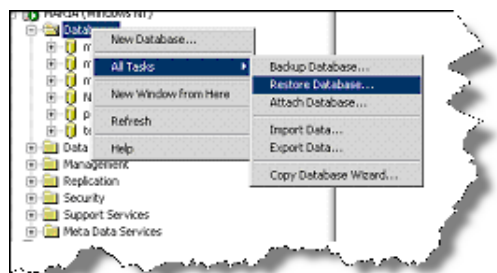 (Windows NT)
Datab
New Database...
All Tasks
New Window from Here
Refresh
Help
Backup Database...
Restore Database...
Attach Database...
Import Data...
Export Data...
Copy Database Wizard...
m
m
m
N
p
te
Data
Management
Replication
Security
Support Services
Meta Data Services